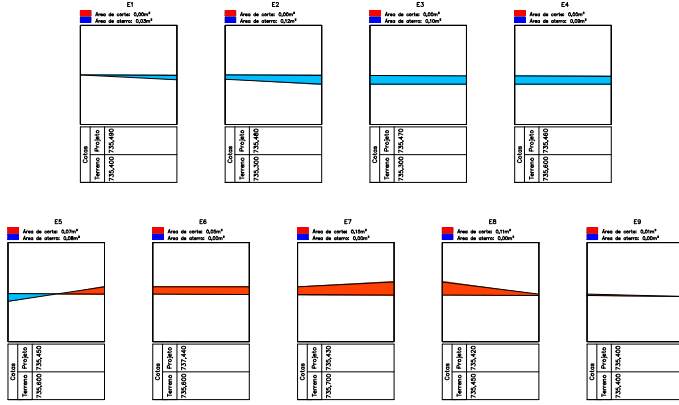 E1
Área de corte: 0,00m²
Área de aterro: 0,03m²
Cotas
Terreno
Projeto
735,400
735,490
E2
Área de corte: 0,00m²
Área de aterro: 0,12m²
Cotas
Terreno
Projeto
735,300
735,480
E3
Área de corte: 0,00m²
Área de aterro: 0,10m²
Cotas
Terreno
Projeto
735,300
735,470
E4
Área de corte: 0,00m²
Área de aterro: 0,09m²
Cotas
Terreno
Projeto
735,600
735,460
E5
Área de corte: 0,07m²
Área de aterro: 0,08m²
Cotas
Terreno
Projeto
735,600
735,450
E6
Área de corte: 0,05m²
Área de aterro: 0,00m²
Cotas
Terreno
Projeto
735,600
737,440
E7
Área de corte: 0,15m²
Área de aterro: 0,00m²
Cotas
Terreno
Projeto
735,700
735,430
E8
Área de corte: 0,11m²
Área de aterro: 0,00m²
Cotas
Terreno
Projeto
735,450
735,420
E9
Área de corte: 0,01m²
Área de aterro: 0,00m²
Cotas
Terreno
Projeto
735,400
735,400